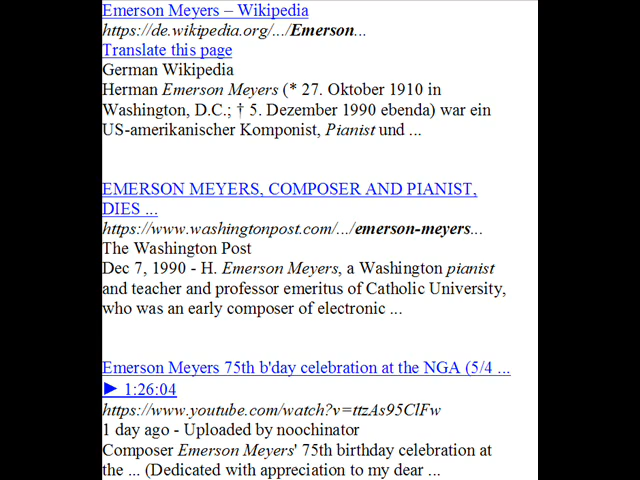 Emerson Meyers – Wikipedia
https://de.wikipedia.org/.../Emerson...
Translate this page
German Wikipedia
Herman Emerson Meyers (* 27. Oktober 1910 in
Washington, D.C.; † 5. Dezember 1990 ebenda) war ein
US-amerikanischer Komponist, Pianist und ...
EMERSON MEYERS, COMPOSER AND PIANIST,
DIES ...
https://www.washingtonpost.com/.../emerson-meyers...
The Washington Post
Dec 7, 1990 - H. Emerson Meyers, a Washington pianist
and teacher and professor emeritus of Catholic University,
who was an early composer of electronic ...
Emerson Meyers 75th b'day celebration at the NGA (5/4 ...
► 1:26:04
https://www.youtube.com/watch?v=ttzAs95ClFw
1 day ago - Uploaded by noochinator
Composer Emerson Meyers' 75th birthday celebration at
the ... (Dedicated with appreciation to my dear ...